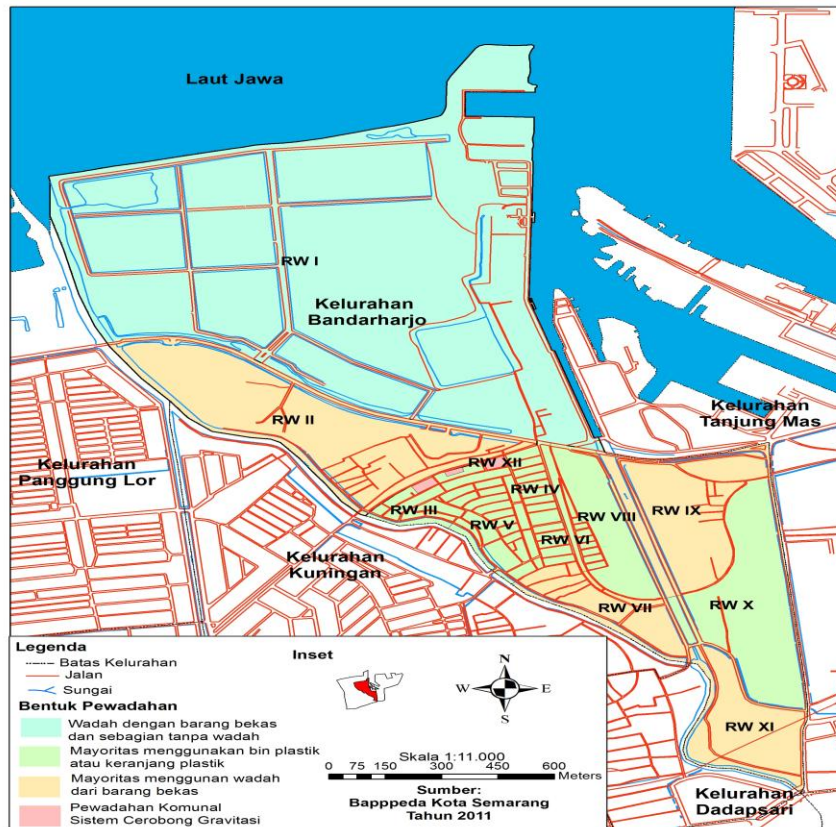 Laut Jawa
RW I
Kelurahan
Bandarharjo
Kelurahan
Tanjung Mas
RW II
Kelurahan
Panggung Lor
RW XII
RW IV
RW III
RW V
RW VIII
RW IX
RW VI
Kelurahan
Kuningan
RW VII
RW X
RW XI
Kelurahan
Dadapsari
Legenda
Batas Kelurahan
Jalan
Sungai
Bentuk Pewadahan
Wadah dengan barang bekas
dan sebagian tanpa wadah
Mayoritas menggunakan bin plastik
atau keranjang plastik
Mayoritas menggunan wadah
dari barang bekas
Pewadahan Komunal
Sistem Cerobong Gravitasi
Inset
N
W E
S
Skala 1:11.000
0 75 150 300 450 600
Meters
Sumber:
Bapppeda Kota Semarang
Tahun 2011